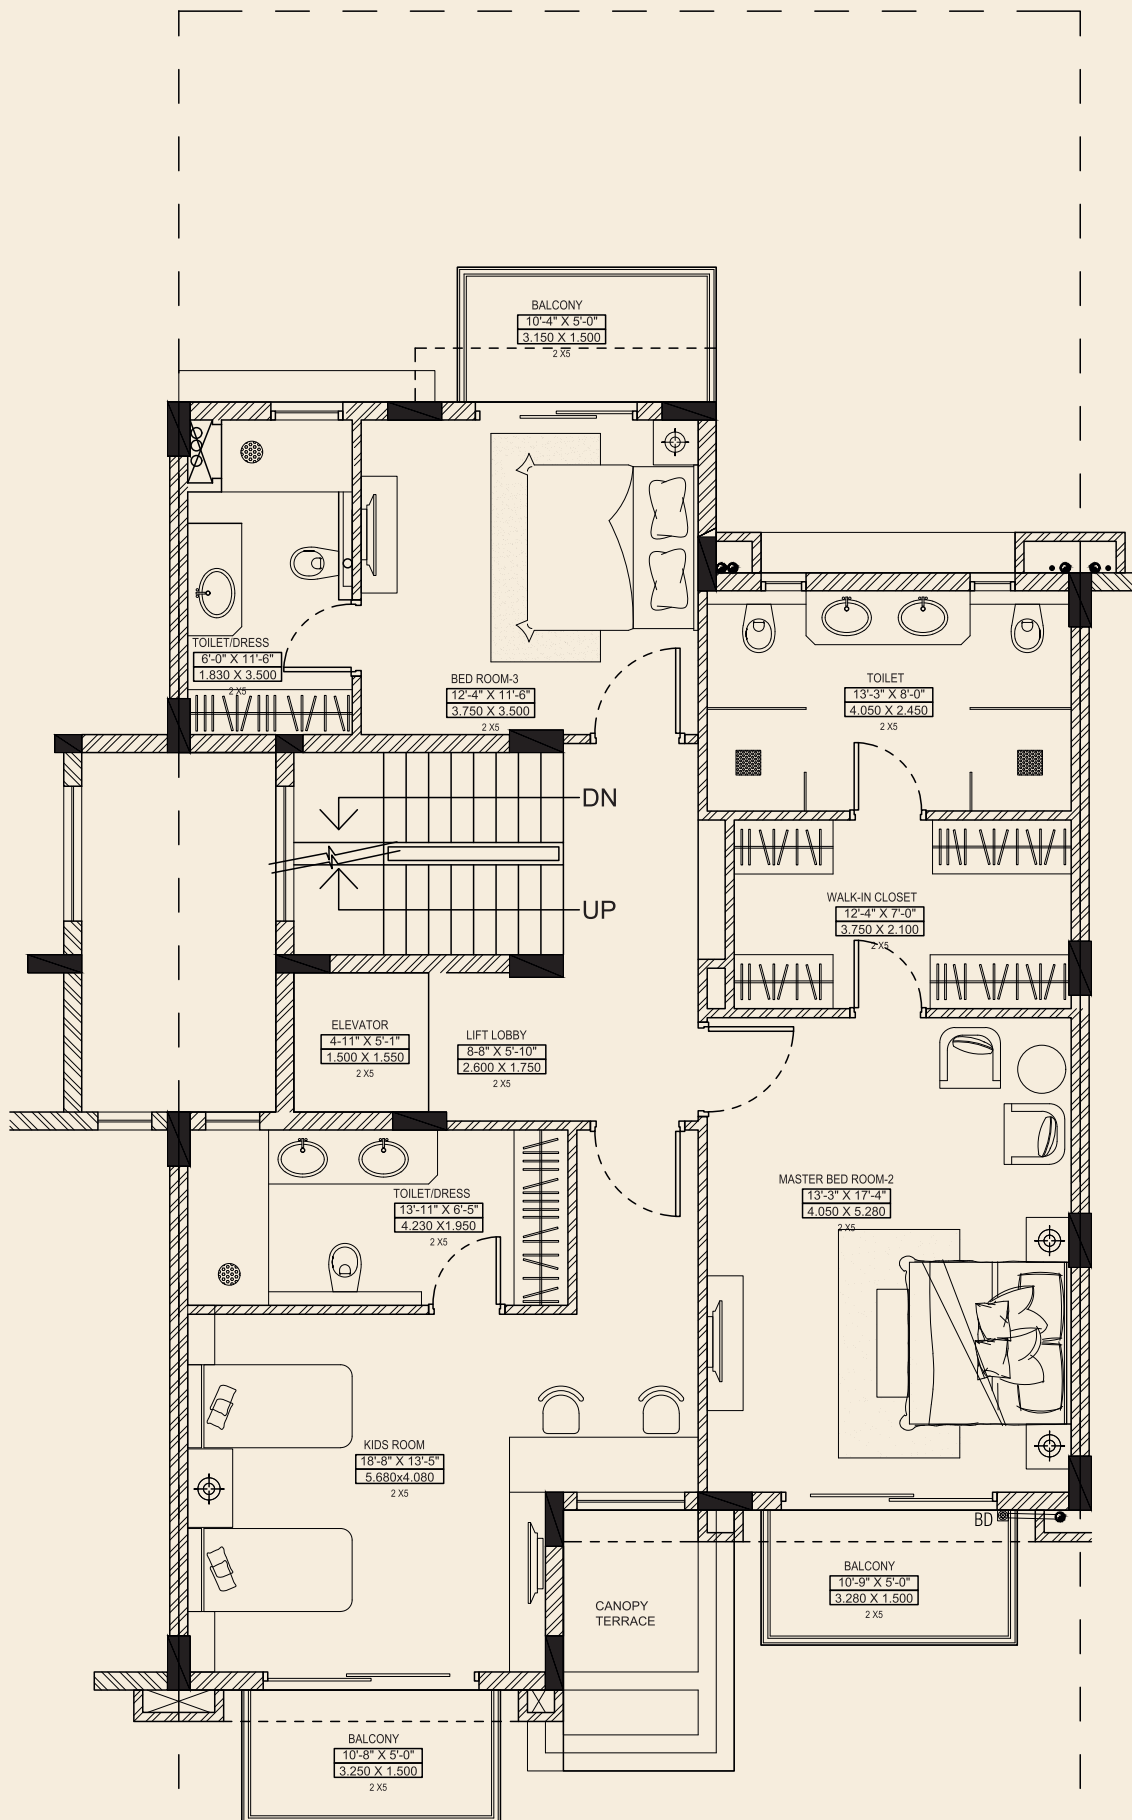 BALCONY
10'-4" X 5'-0"
3.150 X 1.500
2 X5
TOILET/DRESS
6'-0" X 11'-6"
1.830 X 3.500
2 X5
BED ROOM-3
12'-4" X 11'-6"
3.750 X 3.500
2 X5
TOILET
13'-3" X 8'-0"
4.050 X 2.450
2 X5
DN
UP
WALK-IN CLOSET
12'-4" X 7'-0"
3.750 X 2.100
2 X5
ELEVATOR
4-11" X 5'-1"
1.500 X 1.550
2 X5
LIFT LOBBY
8-8" X 5'-10"
2.600 X 1.750
2 X5
TOILET/DRESS
13'-11" X 6'-5"
4.230 X1.950
2 X5
MASTER BED ROOM-2
13'-3" X 17'-4"
4.050 X 5.280
2 X5
KIDS ROOM
18'-8" X 13'-5"
5.680x4.080
2 X5
BD
BALCONY
10'-9" X 5'-0"
3.280 X 1.500
2 X5
CANOPY
TERRACE
BALCONY
10'-8" X 5'-0"
3.250 X 1.500
2 X5